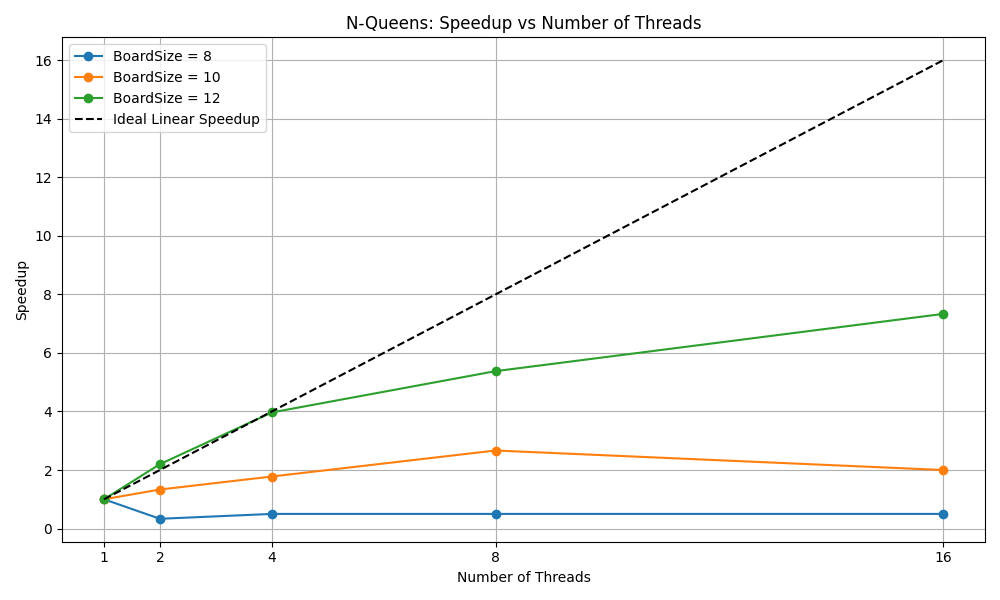 N-Queens: Speedup vs Number of Threads
BoardSize = 8
BoardSize = 10
BoardSize = 12
Ideal Linear Speedup
Speedup
16
14
12
10
8
6
4
2
0
1 2 4 8 16
Number of Threads